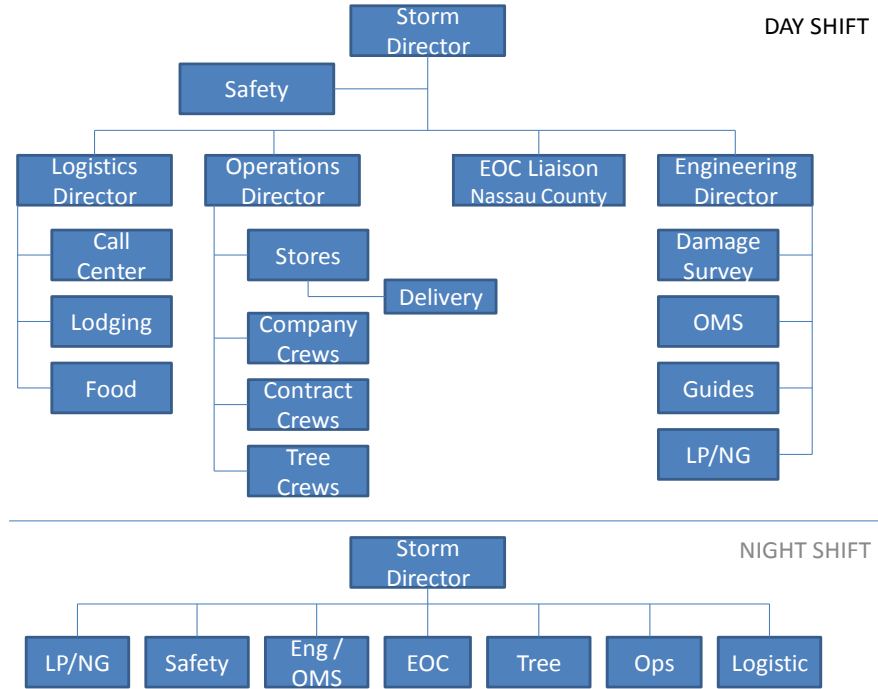 Storm
Director
DAY SHIFT
Safety
Logistics
Director
Operations
Director
EOC Liaison
Nassau County
Engineering
Director
Call
Center
Stores
Damage
Survey
Delivery
Lodging
Company
Crews
OMS
Food
Contract
Crews
Guides
Tree
Crews
LP/NG
NIGHT SHIFT
Storm
Director
LP/NG
Safety
Eng /
OMS
EOC
Tree
Ops
Logistic